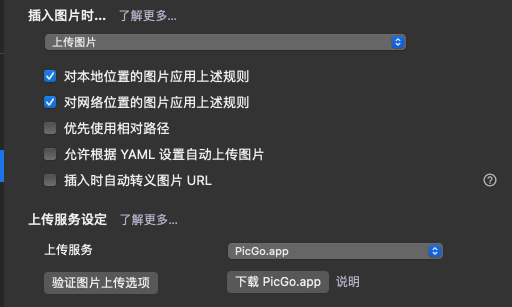 插入图片时... 了解更多...
上传图片
对本地位置的图片应用上述规则
对网络位置的图片应用上述规则
优先使用相对路径
允许根据 YAML 设置自动上传图片
插入时自动转义图片 URL
上传服务设定 了解更多...
上传服务 PicGo.app
验证图片上传选项 下载 PicGo.app 说明